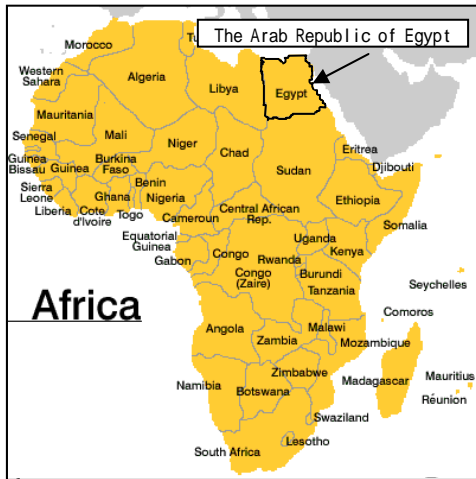 The Arab Republic of Egypt
Morocco
Tu
Algeria
Libya
Egypt
Western
Sahara
Mauritania
Mali
Niger
Chad
Sudan
Eritrea
Djibouti
Senegal
Guinea
Bissau
Guinea
Burkina
Faso
Benin
Nigeria
Ghana
Sierra
Leone
Liberia
Cote
d'Ivoire
Togo
Cameroun
Central African
Rep.
Ethiopia
Somalia
Equatorial
Guinea
Gabon
Congo
Uganda
Kenya
Rwanda
Congo
(Zaire)
Burundi
Tanzania
Seychelles
Africa
Comoros
Angola
Malawi
Zambia
Mozambique
Zimbabwe
Namibia
Botswana
Madagascar
Mauritius
Réunion
Swaziland
Lesotho
South Africa